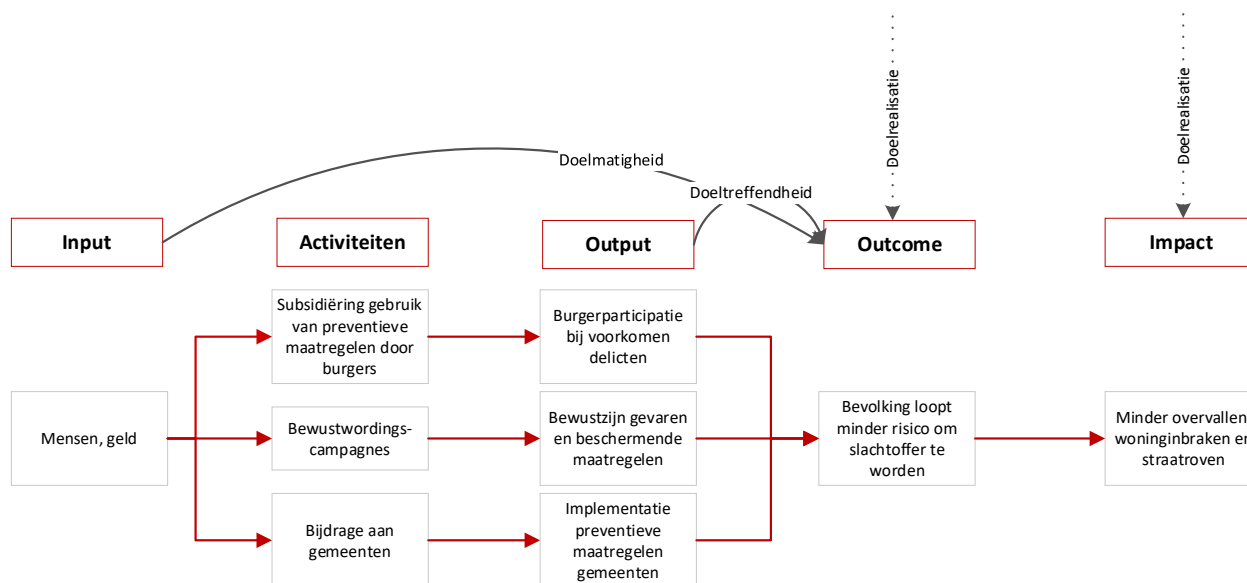 Doelrealisatie
Doelrealisatie
Doelmatigheid
Doeltreffendheid
Input
Activiteiten
Output
Outcome
Impact
Mensen, geld
Subsidiëring gebruik
van preventieve
maatregelen door
burgers
Bewustwordings-
campagnes
Bijdrage aan
gemeenten
Burgerparticipatie
bij voorkomen
delicten
Bewustzijn gevaren
en beschermende
maatregelen
Implementatie
preventieve
maatregelen
gemeenten
Bevolking loopt
minder risico om
slachtoffer te
worden
Minder overvallen
woninginbraken en
straatroven